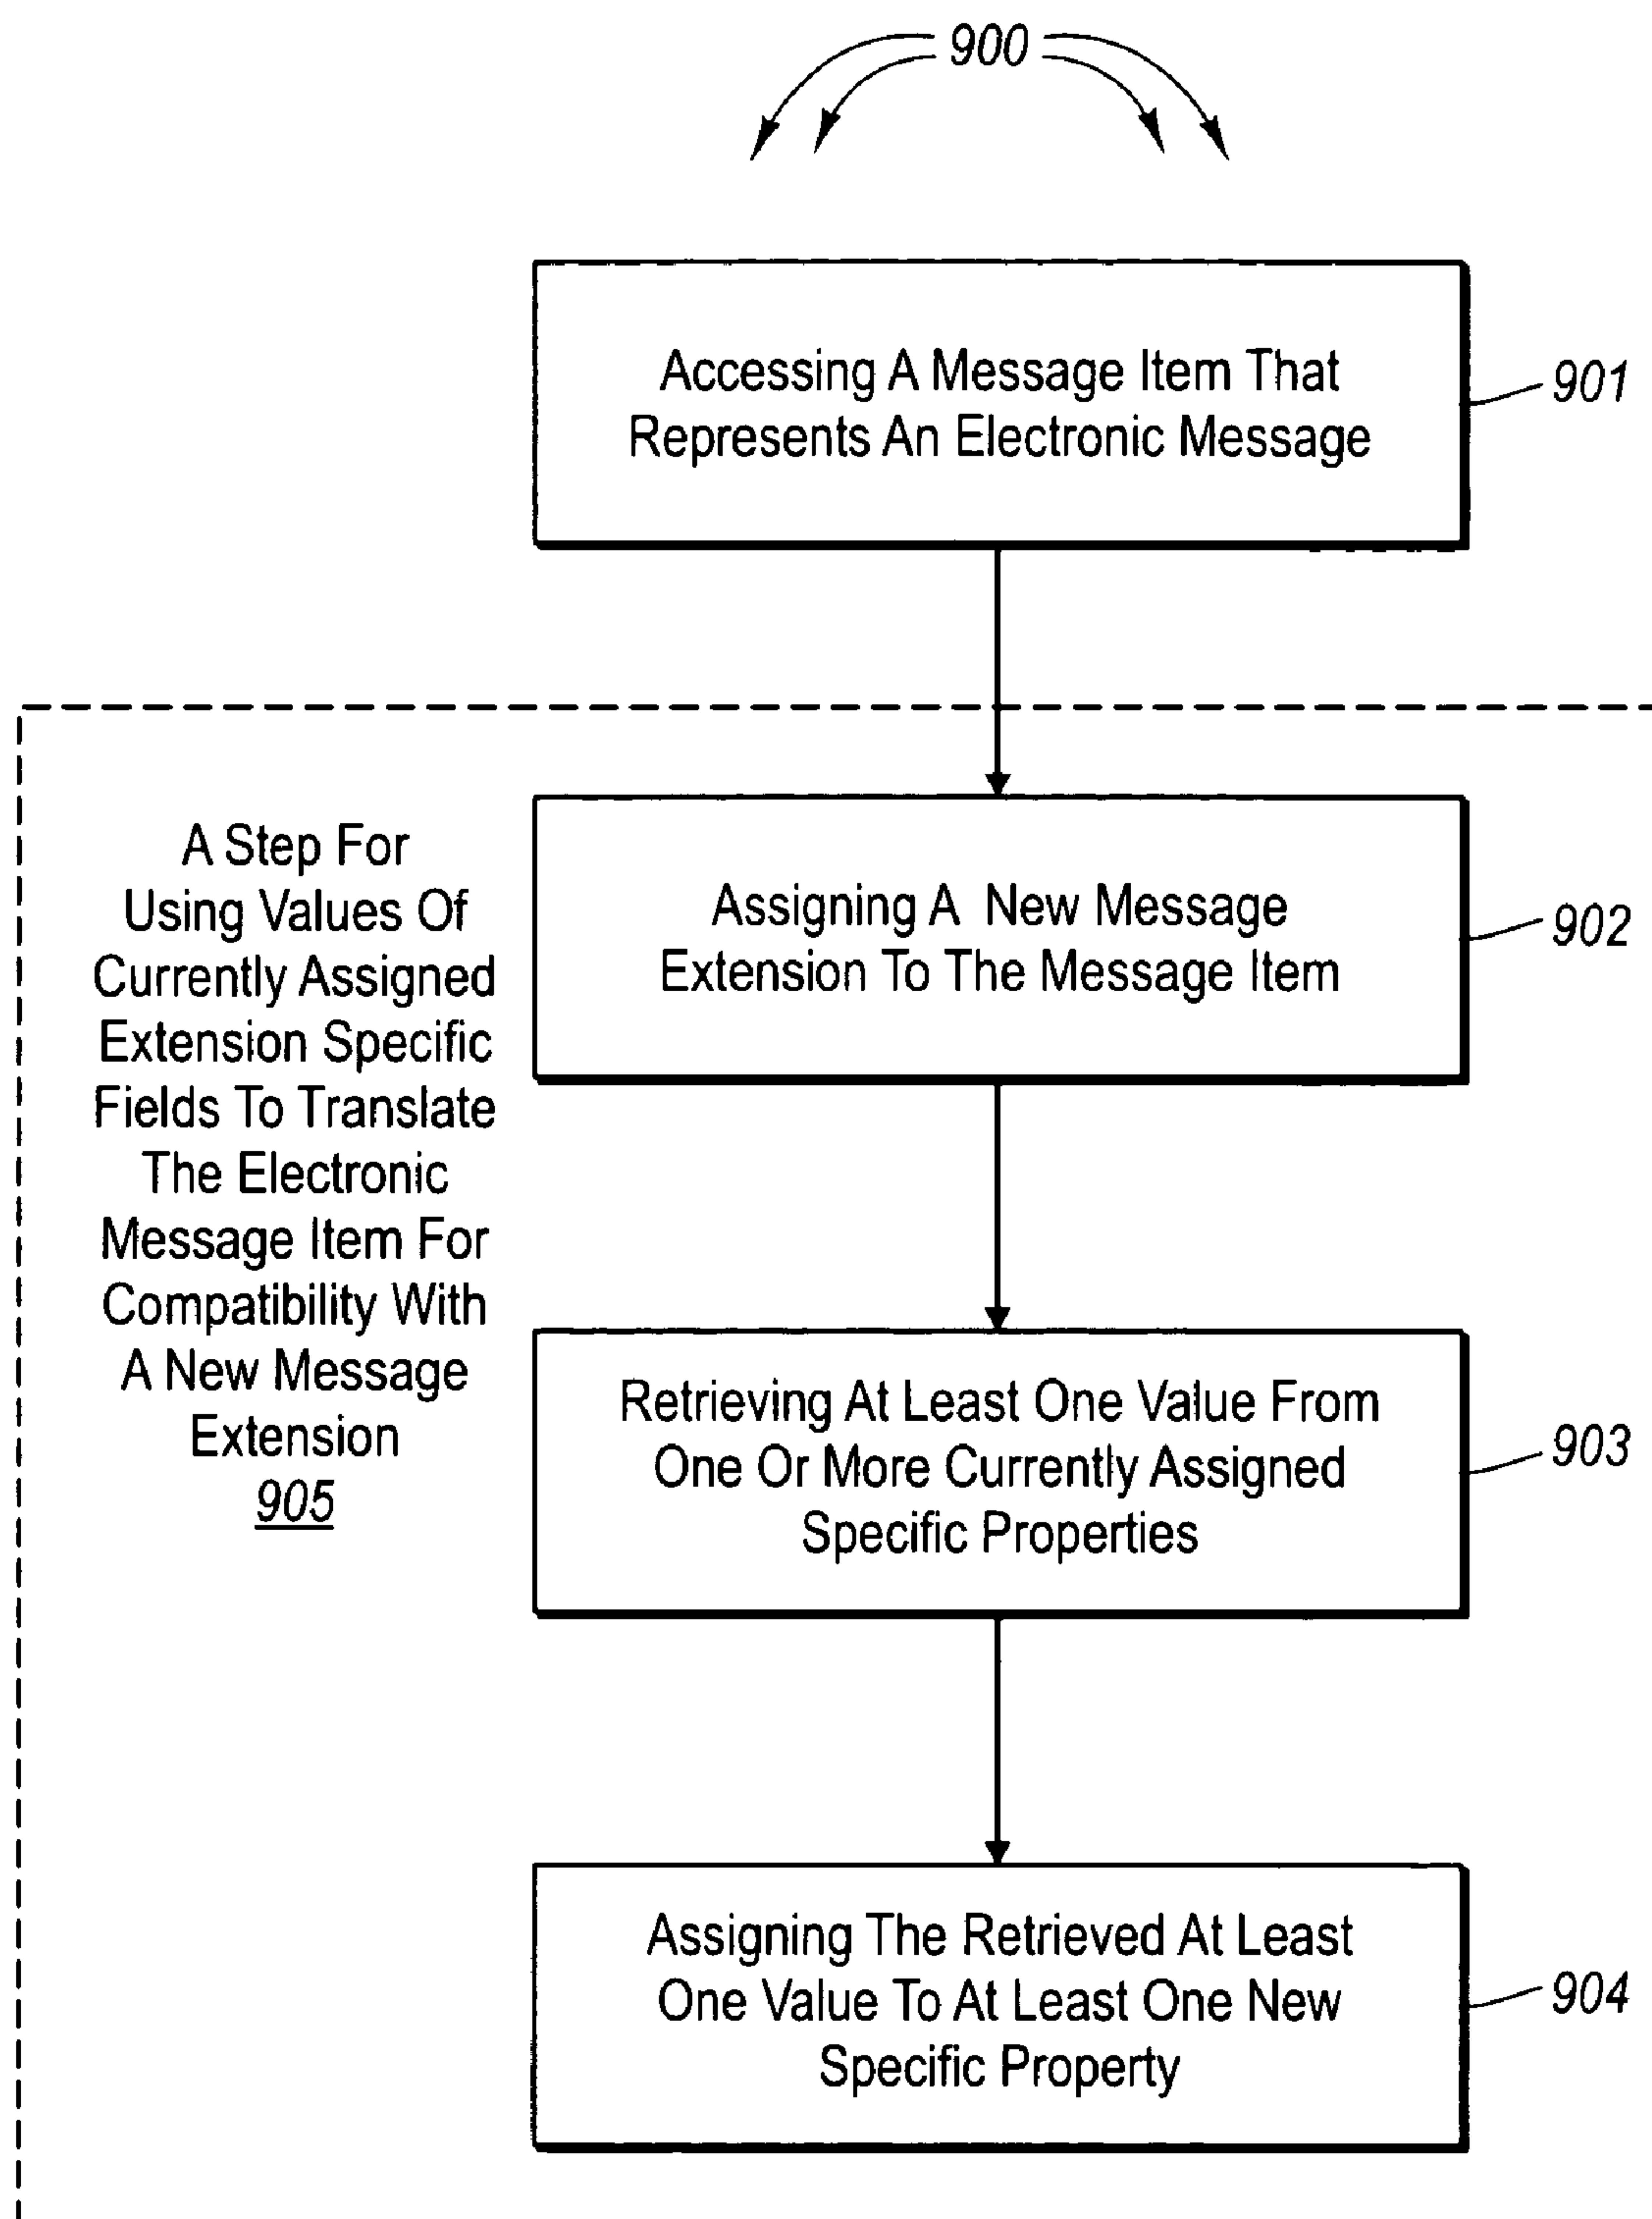 900
Accessing A Message Item That
Represents An Electronic Message
901
A Step For
Using Values Of
Currently Assigned
Extension Specific
Fields To Translate
The Electronic
Message Item For
Compatibility With
A New Message
Extension
905
Assigning A New Message
Extension To The Message Item
902
Retrieving At Least One Value From
One Or More Currently Assigned
Specific Properties
903
Assigning The Retrieved At Least
One Value To At Least One New
Specific Property
904